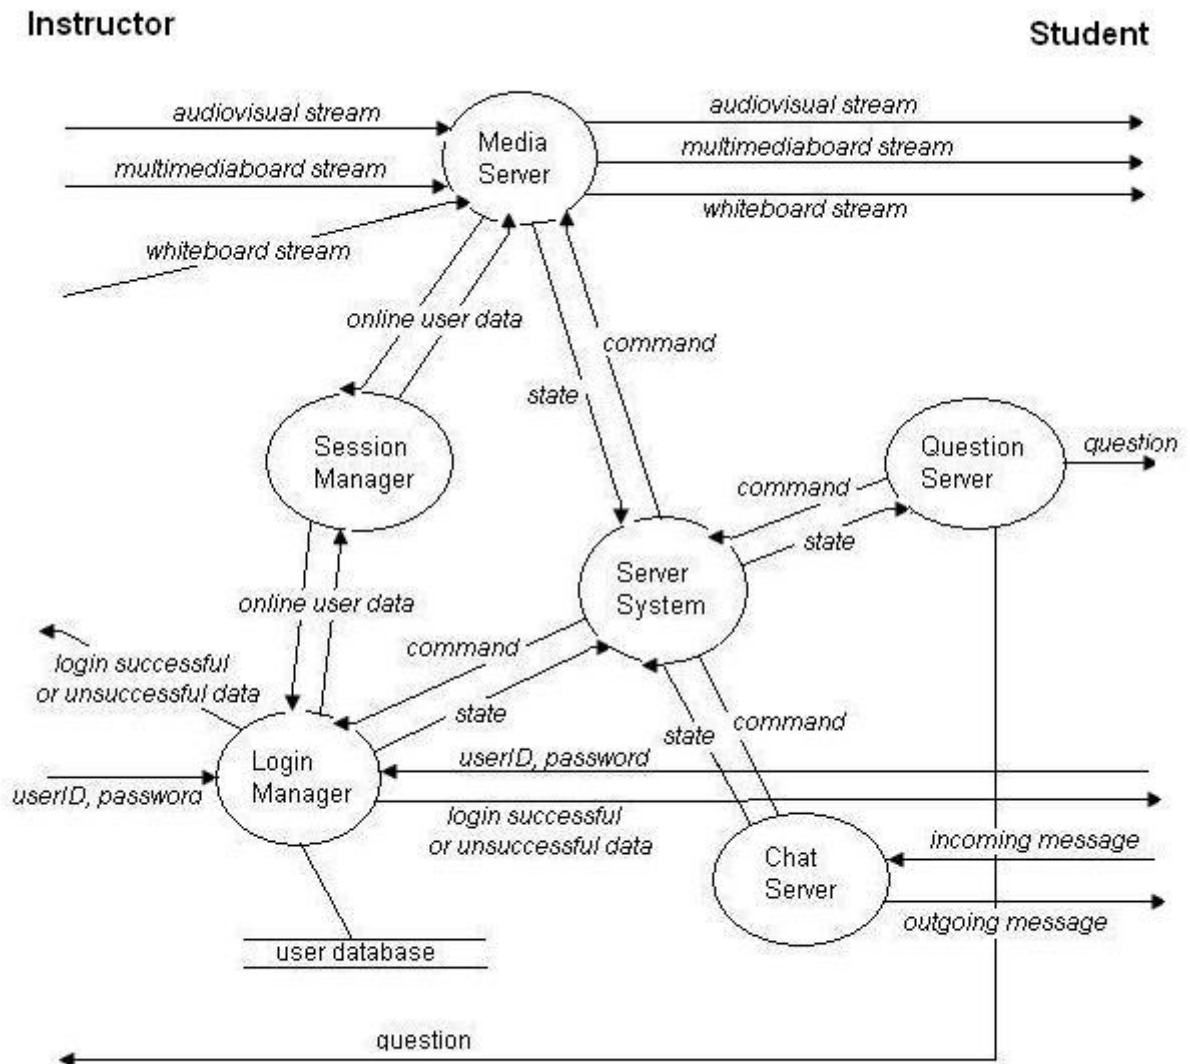 Instructor
Student
audiovisual stream
audiovisual stream
Media
Server
multimediaboard stream
multimediaboard stream
whiteboard stream
whiteboard stream
online user data
command
state
Session
Manager
Question
Server
question
command
state
Server
System
online user data
command
login successful
or unsuccessful data
state
state
command
Login
Manager
userID, password
userID, password
login successful
or unsuccessful data
Chat
Server
incoming message
outgoing message
user database
question